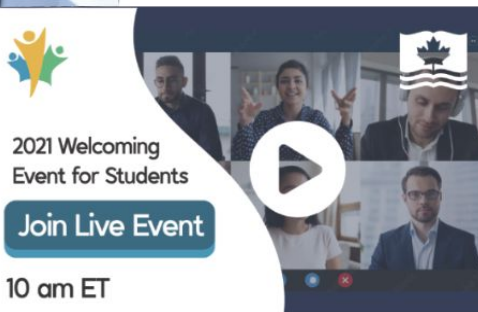 2021 Welcoming
Event for Students
Join Live Event
10 am ET